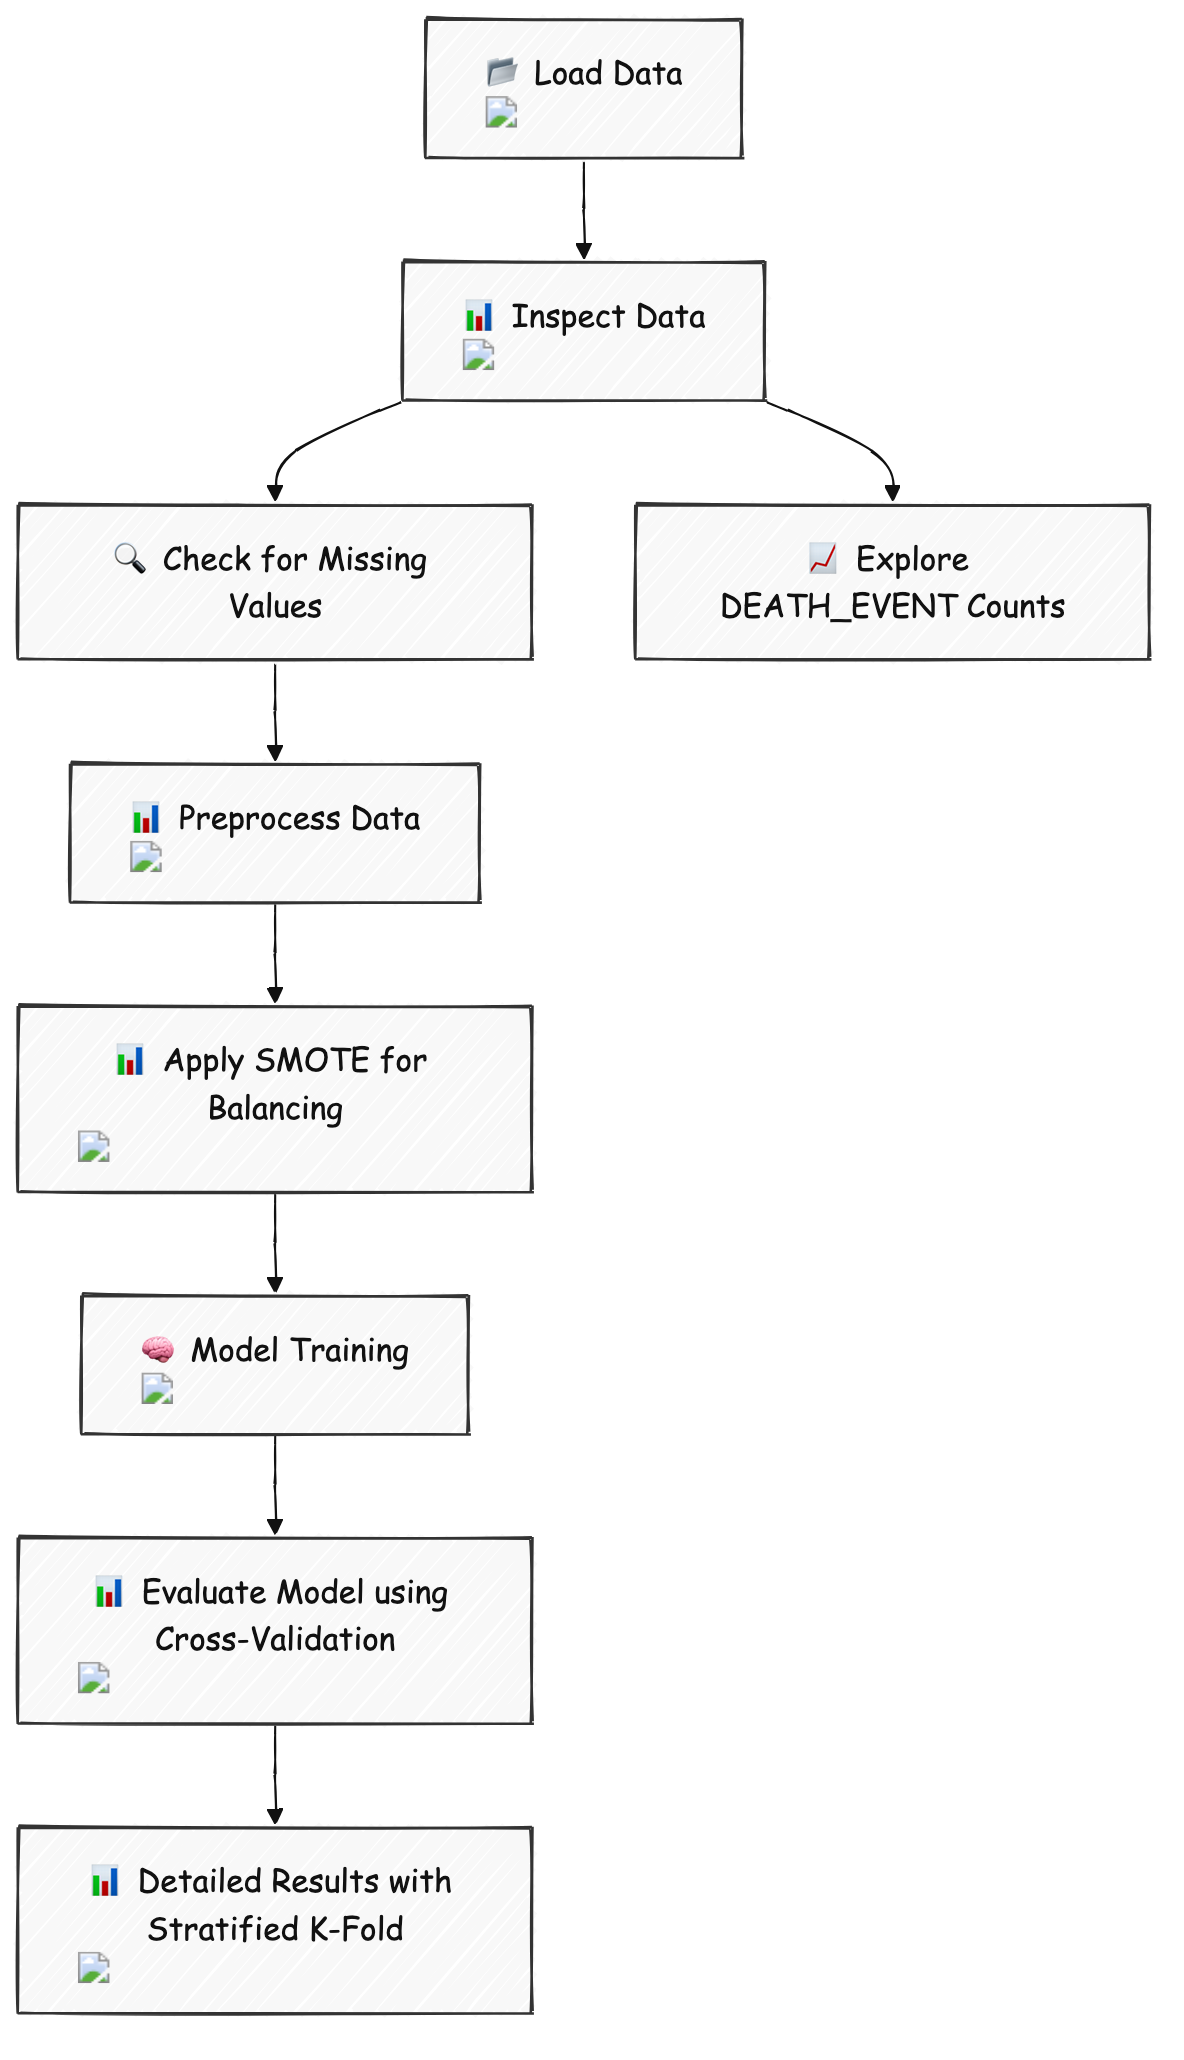 Load Data
Inspect Data
Check for Missing
Values
Explore
DEATH_EVENT Counts
Preprocess Data
Apply SMOTE for
Balancing
Model Training
Evaluate Model using
Cross-Validation
Detailed Results with
Stratified K-Fold